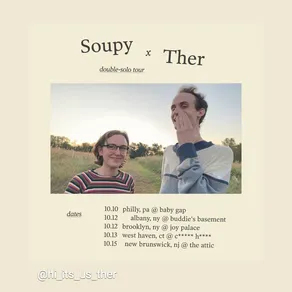 Soupy x Ther
double-solo tour
dates
10.10 philly, pa @ baby gap
10.12 albany, ny @ buddie's basement
10.12 brooklyn, ny @ joy palace
10.13 west haven, ct @ c***** h****
10.15 new brunswick, nj @ the attic
@hi_its_us_ther